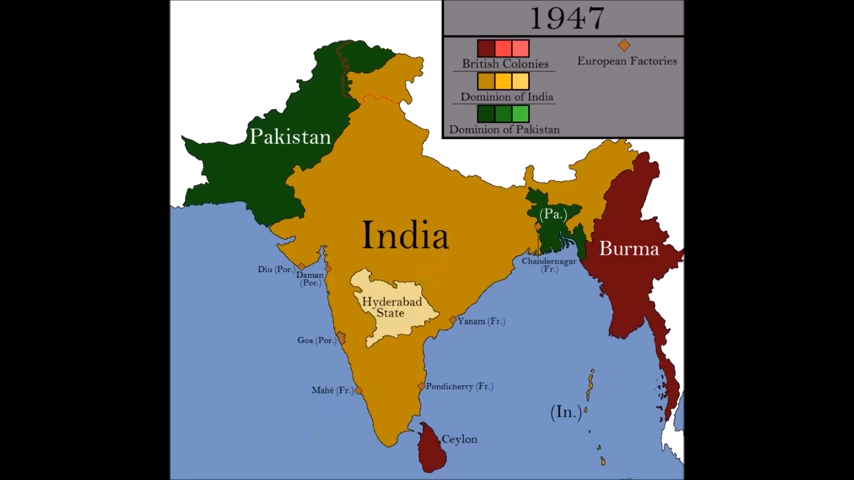 1947
British Colonies
European Factories
Dominion of India
Dominion of Pakistan
Pakistan
India
(Pa.)
Burma
Chandernagar
(Fr.)
Diu (Por.)
Daman
(Por.)
Hyderabad
State
Yanam (Fr.)
Goa (Por.)
Mahé (Fr.)
Pondicherry (Fr.)
(In.)
Ceylon